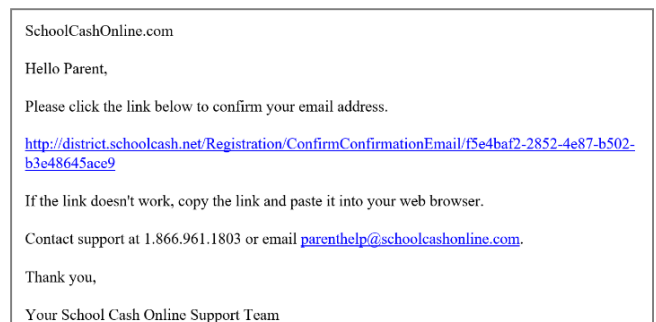 SchoolCashOnline.com
Hello Parent,
Please click the link below to confirm your email address.
http://district.schoolcash.net/Registration/ConfirmConfirmationEmail/f5e4baf2-2852-4e87-b502-
b3e48645ace9
If the link doesn't work, copy the link and paste it into your web browser.
Contact support at 1.866.961.1803 or email parenthelp@schoolcashonline.com.
Thank you,
Your School Cash Online Support Team